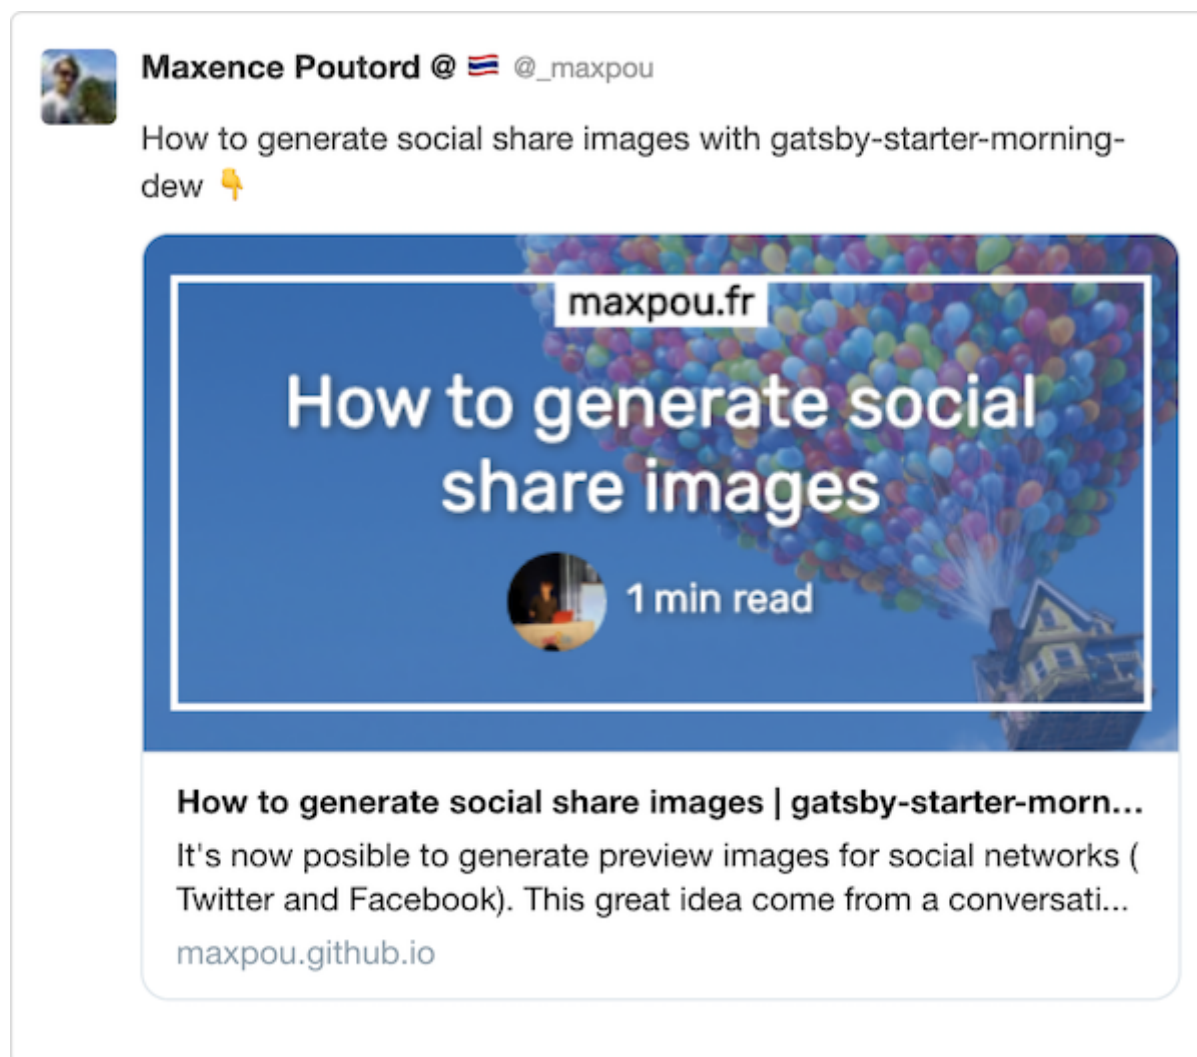 Maxence Poutord @ 🇹🇭 @_maxpou
How to generate social share images with gatsby-starter-morning-
dew 👇
maxpou.fr
How to generate social
share images
1 min read
How to generate social share images | gatsby-starter-morn...
It's now posible to generate preview images for social networks (
Twitter and Facebook). This great idea come from a conversati...
maxpou.github.io